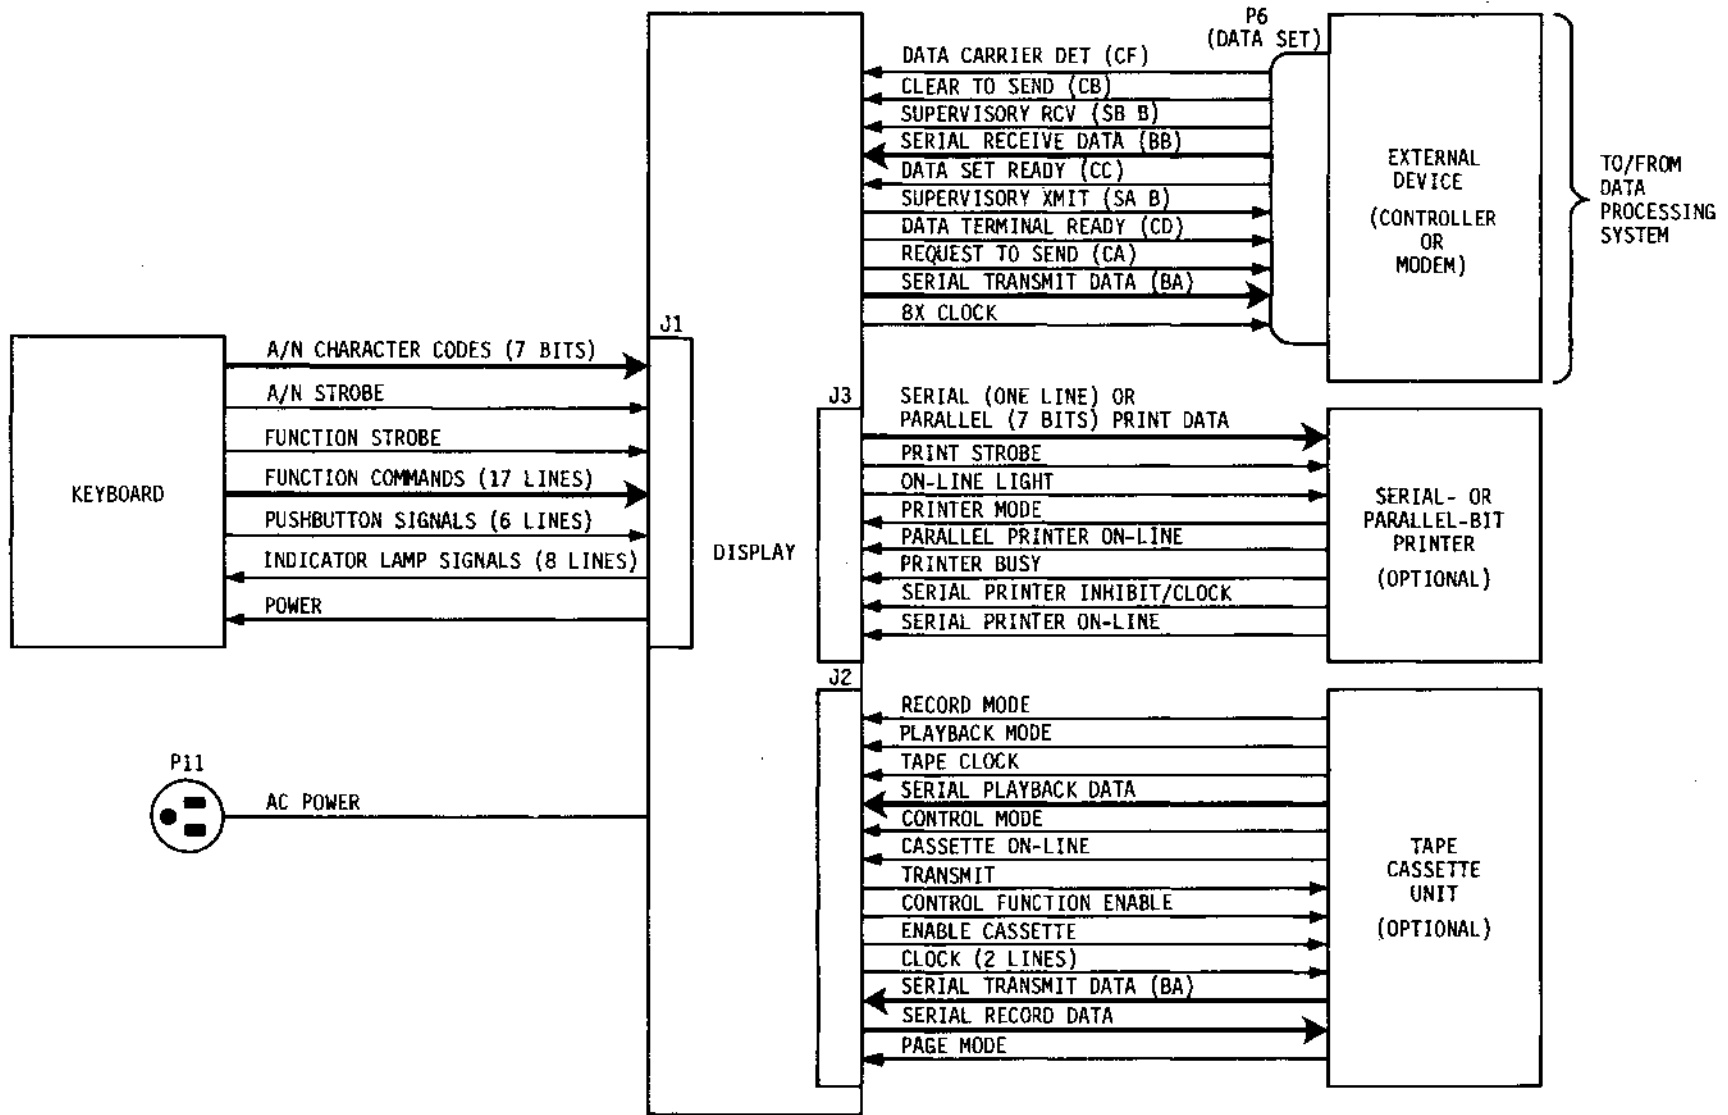 P6
(DATA SET)
DATA CARRIER DET (CF)
CLEAR TO SEND (CB)
SUPERVISORY RCV (SB B)
SERIAL RECEIVE DATA (BB)
DATA SET READY (CC)
SUPERVISORY XMIT (SA B)
DATA TERMINAL READY (CD)
REQUEST TO SEND (CA)
SERIAL TRANSMIT DATA (BA)
8X CLOCK
EXTERNAL
DEVICE
(CONTROLLER
OR
MODEM)
TO/FROM
DATA
PROCESSING
SYSTEM
KEYBOARD
A/N CHARACTER CODES (7 BITS)
A/N STROBE
FUNCTION STROBE
FUNCTION COMMANDS (17 LINES)
PUSHBUTTON SIGNALS (6 LINES)
INDICATOR LAMP SIGNALS (8 LINES)
POWER
J1
DISPLAY
J3
SERIAL (ONE LINE) OR
PARALLEL (7 BITS) PRINT DATA
PRINT STROBE
ON-LINE LIGHT
PRINTER MODE
PARALLEL PRINTER ON-LINE
PRINTER BUSY
SERIAL PRINTER INHIBIT/CLOCK
SERIAL PRINTER ON-LINE
SERIAL- OR
PARALLEL-BIT
PRINTER
(OPTIONAL)
P11
AC POWER
J2
RECORD MODE
PLAYBACK MODE
TAPE CLOCK
SERIAL PLAYBACK DATA
CONTROL MODE
CASSETTE ON-LINE
TRANSMIT
CONTROL FUNCTION ENABLE
ENABLE CASSETTE
CLOCK (2 LINES)
SERIAL TRANSMIT DATA (BA)
SERIAL RECORD DATA
PAGE MODE
TAPE
CASSETTE
UNIT
(OPTIONAL)